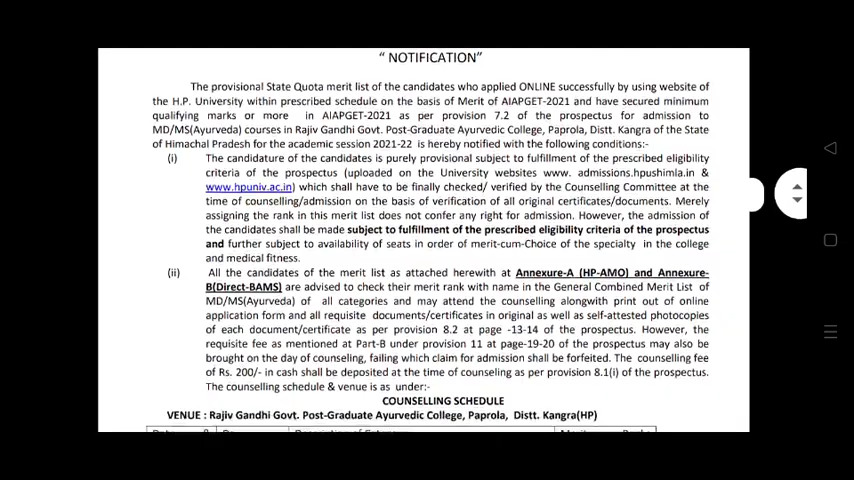 “ NOTIFICATION”
The provisional State Quota merit list of the candidates who applied ONLINE successfully by using website of
the H.P. University within prescribed schedule on the basis of Merit of AIAPGET-2021 and have secured minimum
qualifying marks or more in AIAPGET-2021 as per provision 7.2 of the prospectus for admission to
MD/MS(Ayurveda) courses in Rajiv Gandhi Govt. Post-Graduate Ayurvedic College, Paprola, Distt. Kangra of the State
of Himachal Pradesh for the academic session 2021-22 is hereby notified with the following conditions:-
(i) The candidature of the candidates is purely provisional subject to fulfillment of the prescribed eligibility
criteria of the prospectus (uploaded on the University websites www. admissions.hpushimla.in &
www.hpuniv.ac.in) which shall have to be finally checked/ verified by the Counselling Committee at the
time of counselling/admission on the basis of verification of all original certificates/documents. Merely
assigning the rank in this merit list does not confer any right for admission. However, the admission of
the candidates shall be made subject to fulfillment of the prescribed eligibility criteria of the prospectus
and further subject to availability of seats in order of merit-cum-Choice of the specialty in the college
and medical fitness.
(ii) All the candidates of the merit list as attached herewith at Annexure-A (HP-AMO) and Annexure-
B(Direct-BAMS) are advised to check their merit rank with name in the General Combined Merit List of
MD/MS(Ayurveda) of all categories and may attend the counselling alongwith print out of online
application form and all requisite documents/certificates in original as well as self-attested photocopies
of each document/certificate as per provision 8.2 at page -13-14 of the prospectus. However, the
requisite fee as mentioned at Part-B under provision 11 at page-19-20 of the prospectus may also be
brought on the day of counseling, failing which claim for admission shall be forfeited. The counselling fee
of Rs. 200/- in cash shall be deposited at the time of counseling as per provision 8.1(i) of the prospectus.
The counselling schedule & venue is as under:-
COUNSELLING SCHEDULE
VENUE : Rajiv Gandhi Govt. Post-Graduate Ayurvedic College, Paprola, Distt. Kangra(HP)